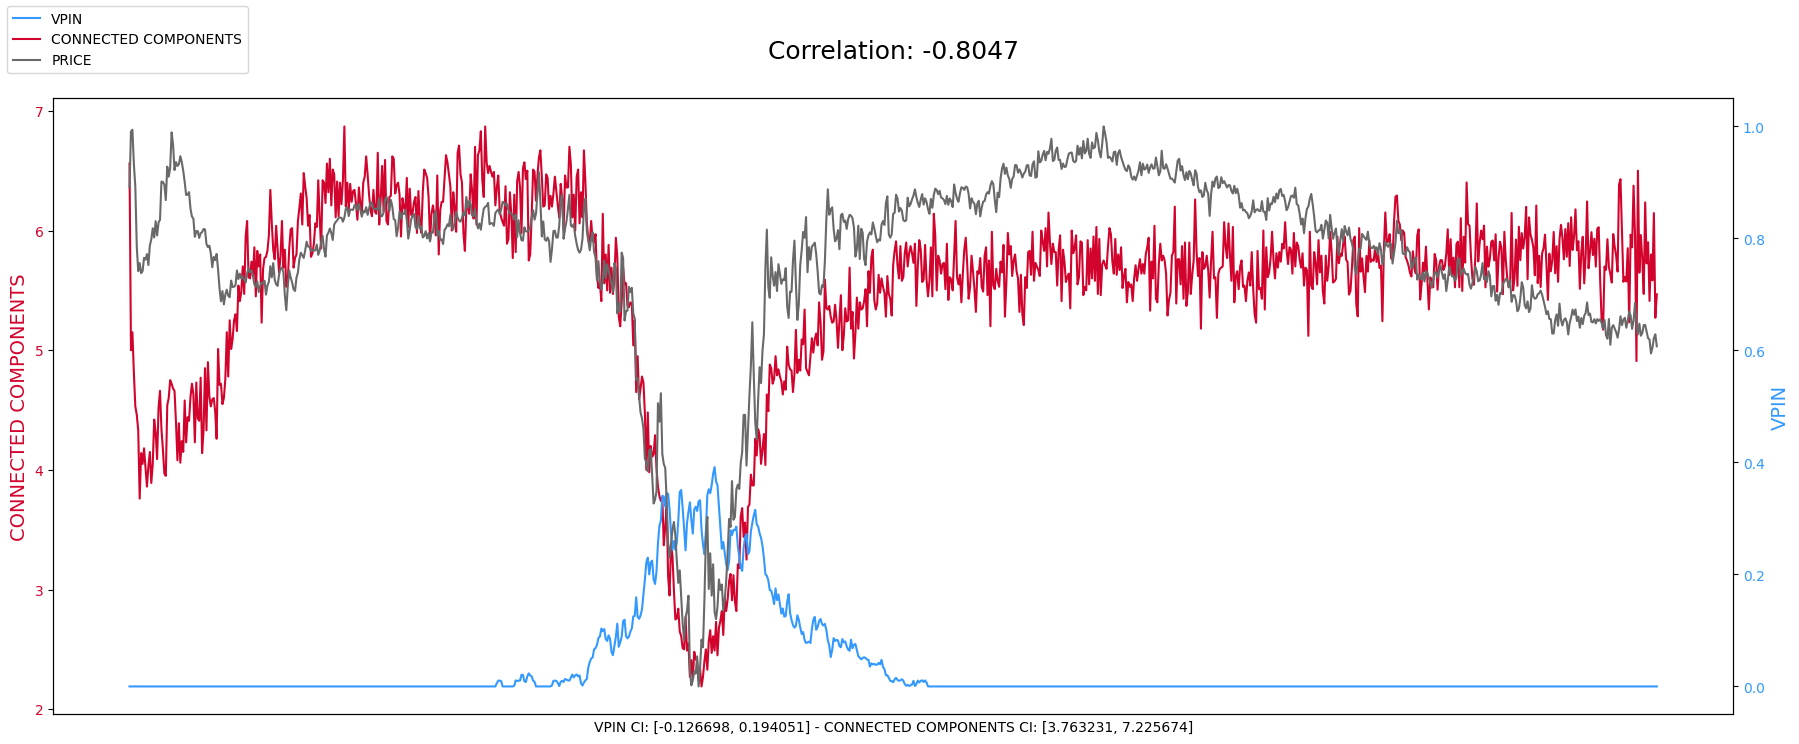 VPIN
CONNECTED COMPONENTS
PRICE
Correlation: -0.8047
7
6
5
4
3
2
CONNECTED COMPONENTS
1.0
0.8
0.6
0.4
0.2
0.0
VPIN
VPIN CI: [-0.126698, 0.194051] - CONNECTED COMPONENTS CI: [3.763231, 7.225674]